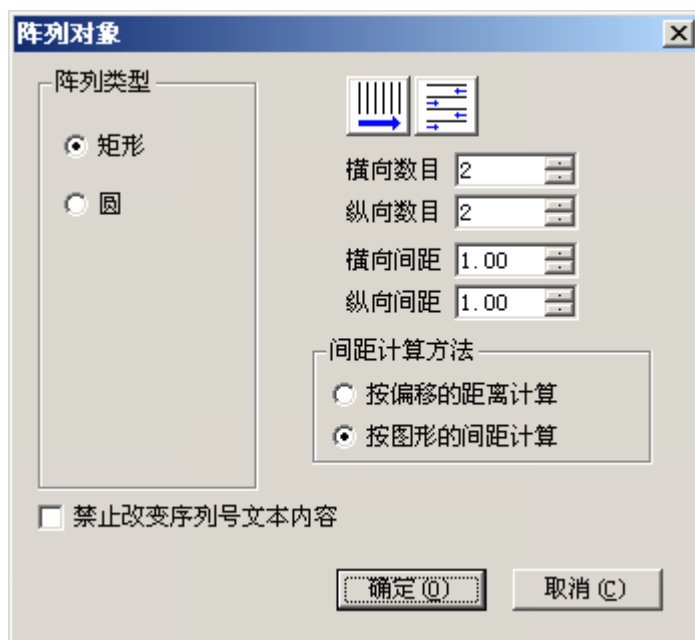 阵列对象
阵列类型
矩形
圆
横向数目 2
纵向数目 2
横向间距 1.00
纵向间距 1.00
间距计算方法
按偏移的距离计算
按图形的间距计算
禁止改变序列号文本内容
确定(O) 取消(C)